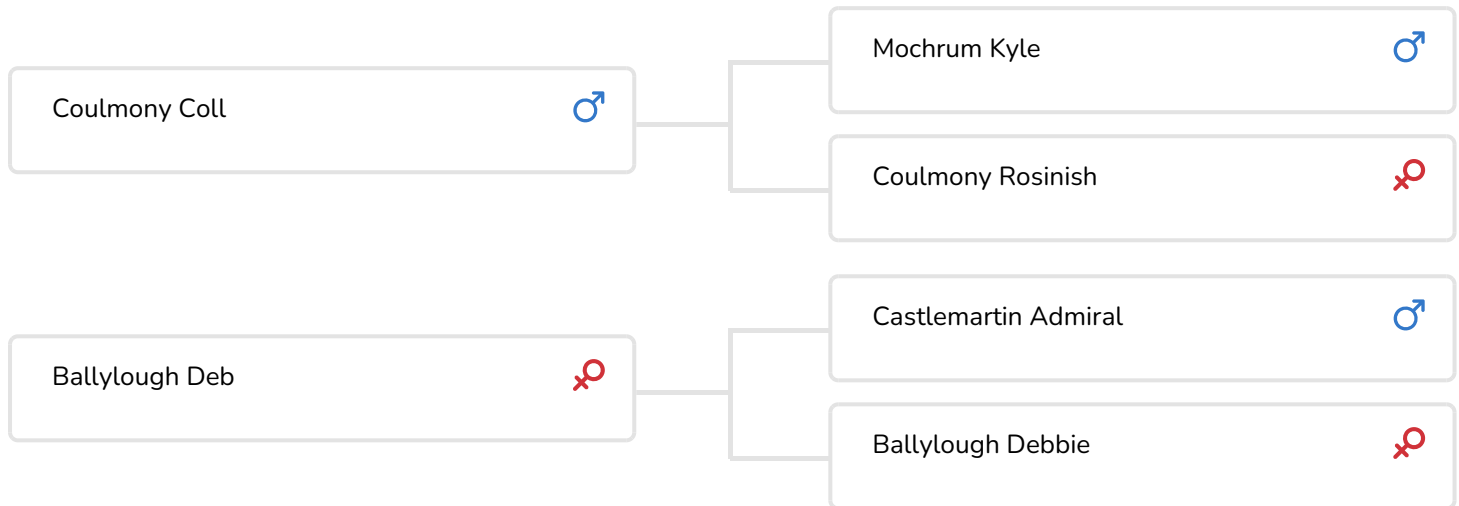 Mochrum Kyle
Coulmony Coll
Coulmony Rosinish
Castlemartin Admiral
Ballylough Deb
Ballylough Debbie